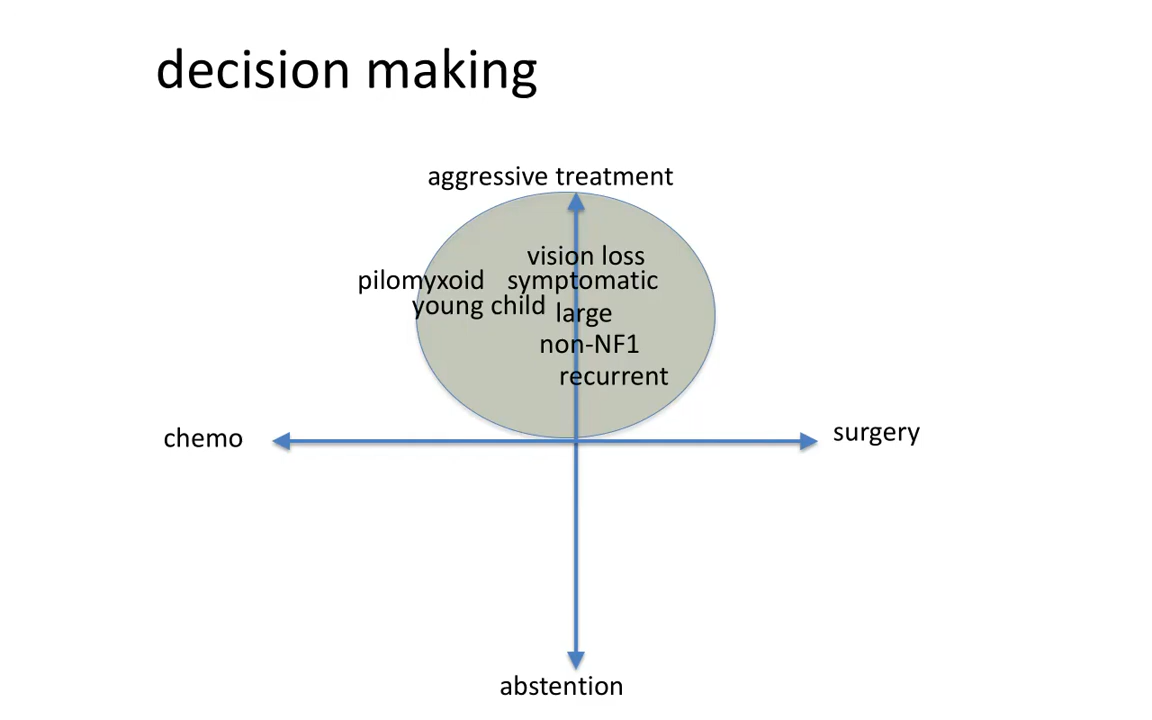 decision making
aggressive treatment
vision loss
pilomyxoid symptomatic
young child large
non-NF1
recurrent
chemo
surgery
abstention